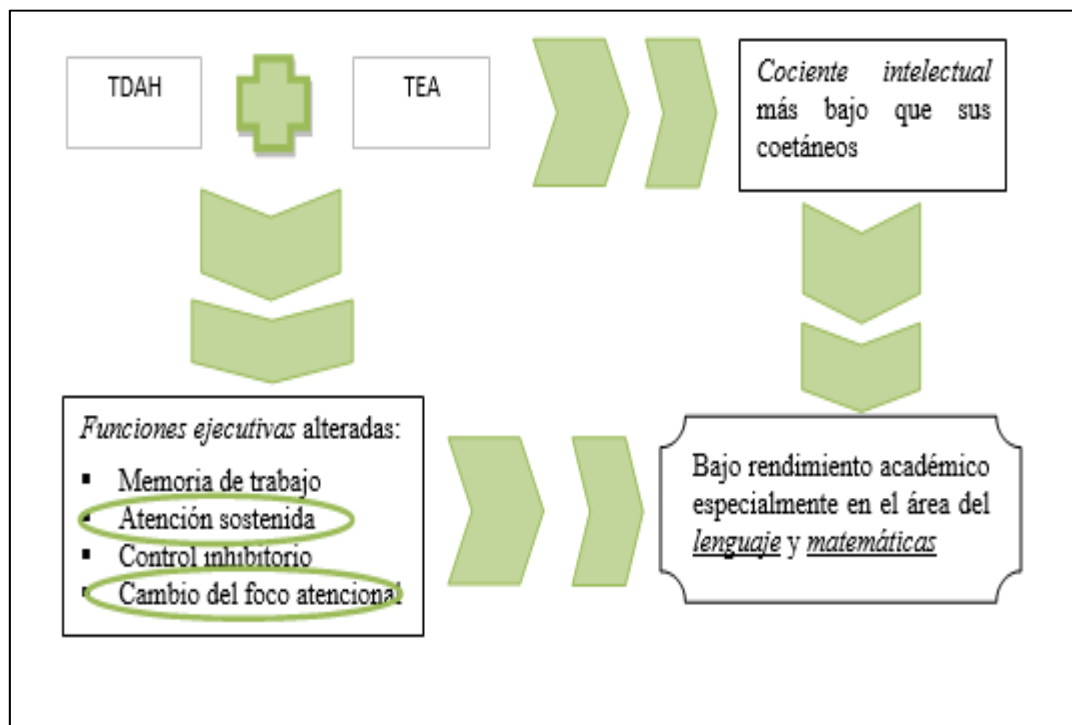 TDAH
TEA
Cociente intelectual
más bajo que sus
coetáneos
Funciones ejecutivas alteradas:
▪ Memoria de trabajo
▪ Atención sostenida
▪ Control inhibitorio
▪ Cambio del foco atencional
Bajo rendimiento académico
especialmente en el área del
lenguaje y matemáticas